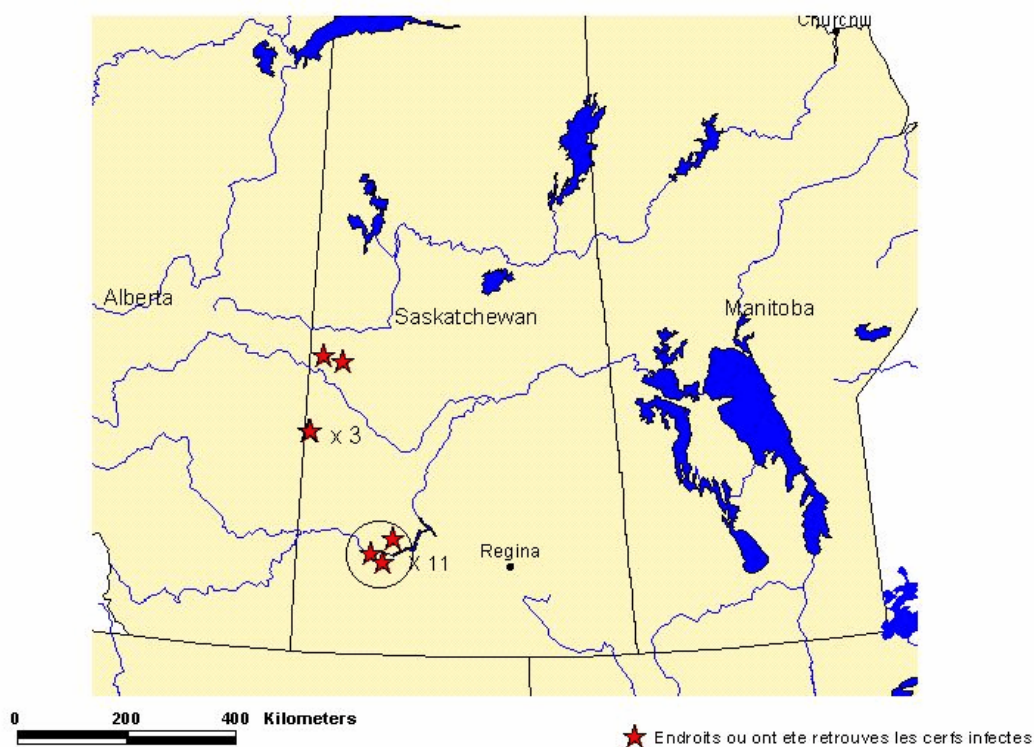 Churchill
Alberta
Saskatchewan
Manitoba
x 3
Regina
X 11
0 200 400 Kilometers
Endroits ou ont ete retrouves les cerfs infectes